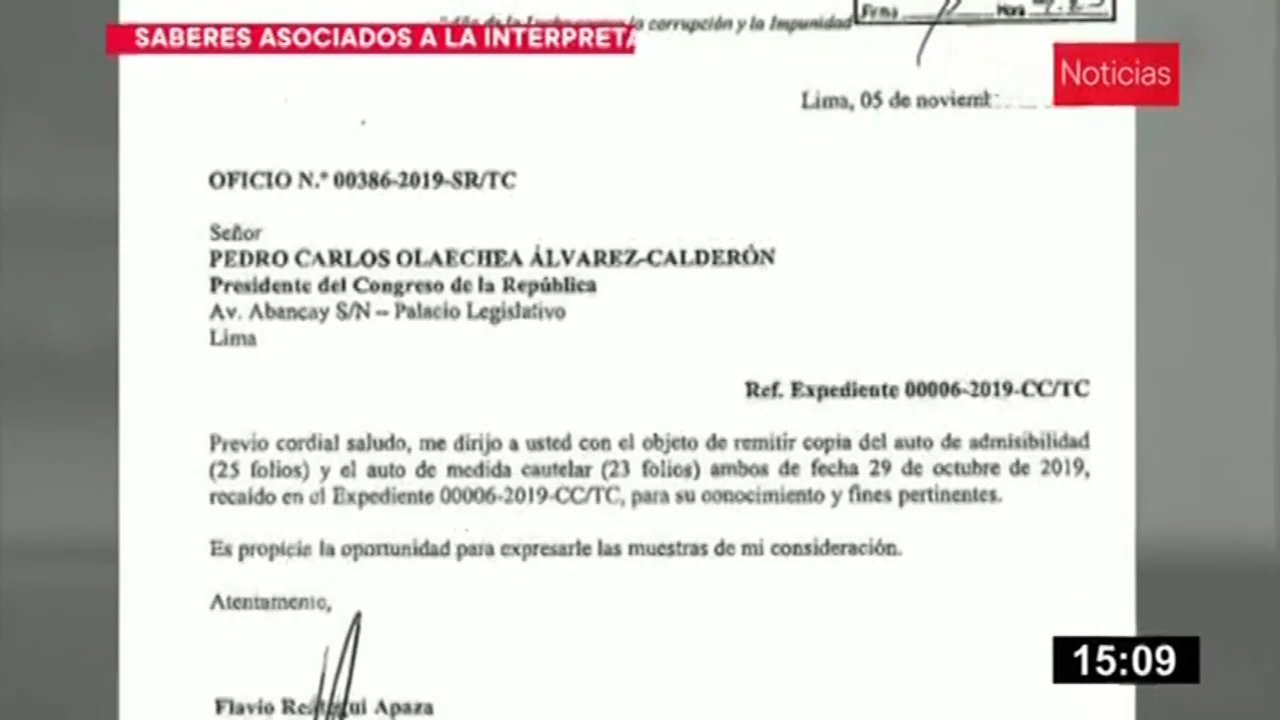 corrupción y la Impunidad"
Firma Hora
SABERES ASOCIADOS A LA INTERPRETA
Noticias
Lima, 05 de noviemb
OFICIO N.° 00386-2019-SR/TC
Señor
PEDRO CARLOS OLAECHEA ÁLVAREZ-CALDERÓN
Presidente del Congreso de la República
Av. Abancay S/N – Palacio Legislativo
Lima
Ref. Expediente 00006-2019-CC/TC
Previo cordial saludo, me dirijo a usted con el objeto de remitir copia del auto de admisibilidad
(25 folios) y el auto de medida cautelar (23 folios) ambos de fecha 29 de octubre de 2019,
recaído en el Expediente 00006-2019-CC/TC, para su conocimiento y fines pertinentes.
Es propicie la oportunidad para expresarle las muestras de mi consideración.
Atentamente,
Flavio Apaza
15:09